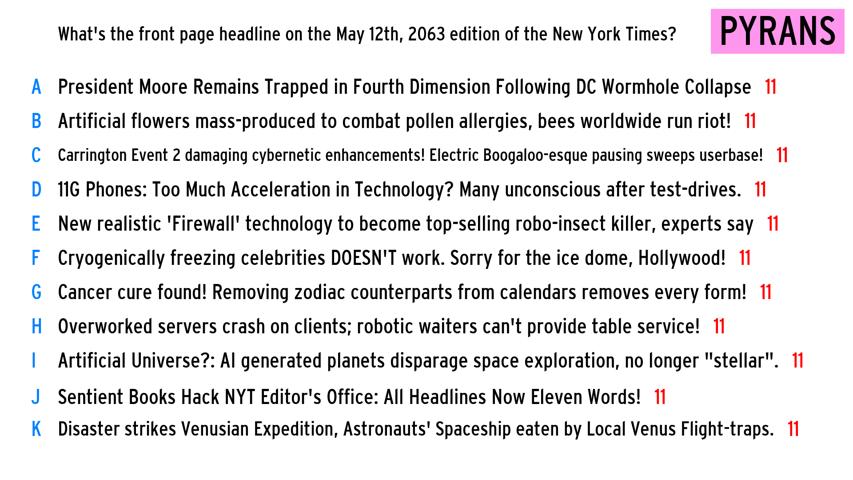 What's the front page headline on the May 12th, 2063 edition of the New York Times?
PYRANS
A President Moore Remains Trapped in Fourth Dimension Following DC Wormhole Collapse 11
B Artificial flowers mass-produced to combat pollen allergies, bees worldwide run riot! 11
C Carrington Event 2 damaging cybernetic enhancements! Electric Boogaloo-esque pausing sweeps userbase! 11
D 11G Phones: Too Much Acceleration in Technology? Many unconscious after test-drives. 11
E New realistic 'Firewall' technology to become top-selling robo-insect killer, experts say 11
F Cryogenically freezing celebrities DOESN'T work. Sorry for the ice dome, Hollywood! 11
G Cancer cure found! Removing zodiac counterparts from calendars removes every form! 11
H Overworked servers crash on clients; robotic waiters can't provide table service! 11
I Artificial Universe?: AI generated planets disparage space exploration, no longer "stellar". 11
J Sentient Books Hack NYT Editor's Office: All Headlines Now Eleven Words! 11
K Disaster strikes Venusian Expedition, Astronauts' Spaceship eaten by Local Venus Flight-traps. 11